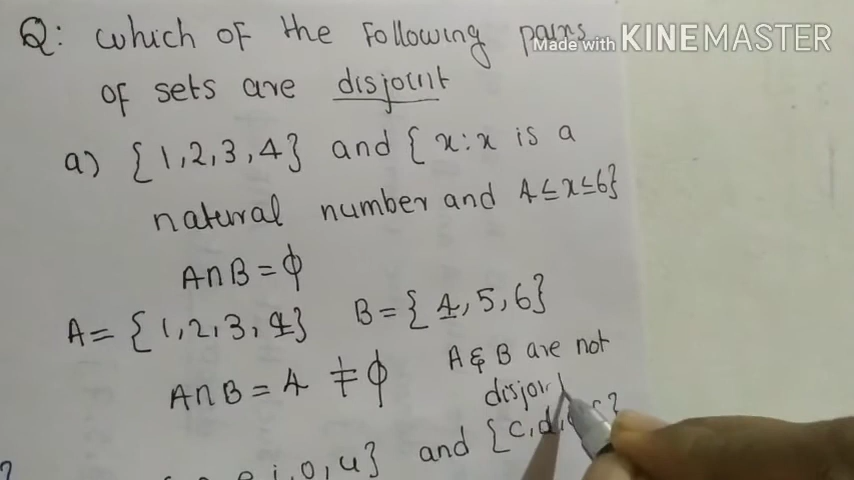 Q: which of the following pairs
Made with KINEMASTER
of sets are disjoint
a) {1,2,3,4} and {x:x is a
natural number and 4≤x≤6}
A∩B=ϕ
A={1,2,3,4} B={4,5,6}
A∩B=4 ≠ϕ A & B are not
disjoi
e,i,o,u} and {c,d,